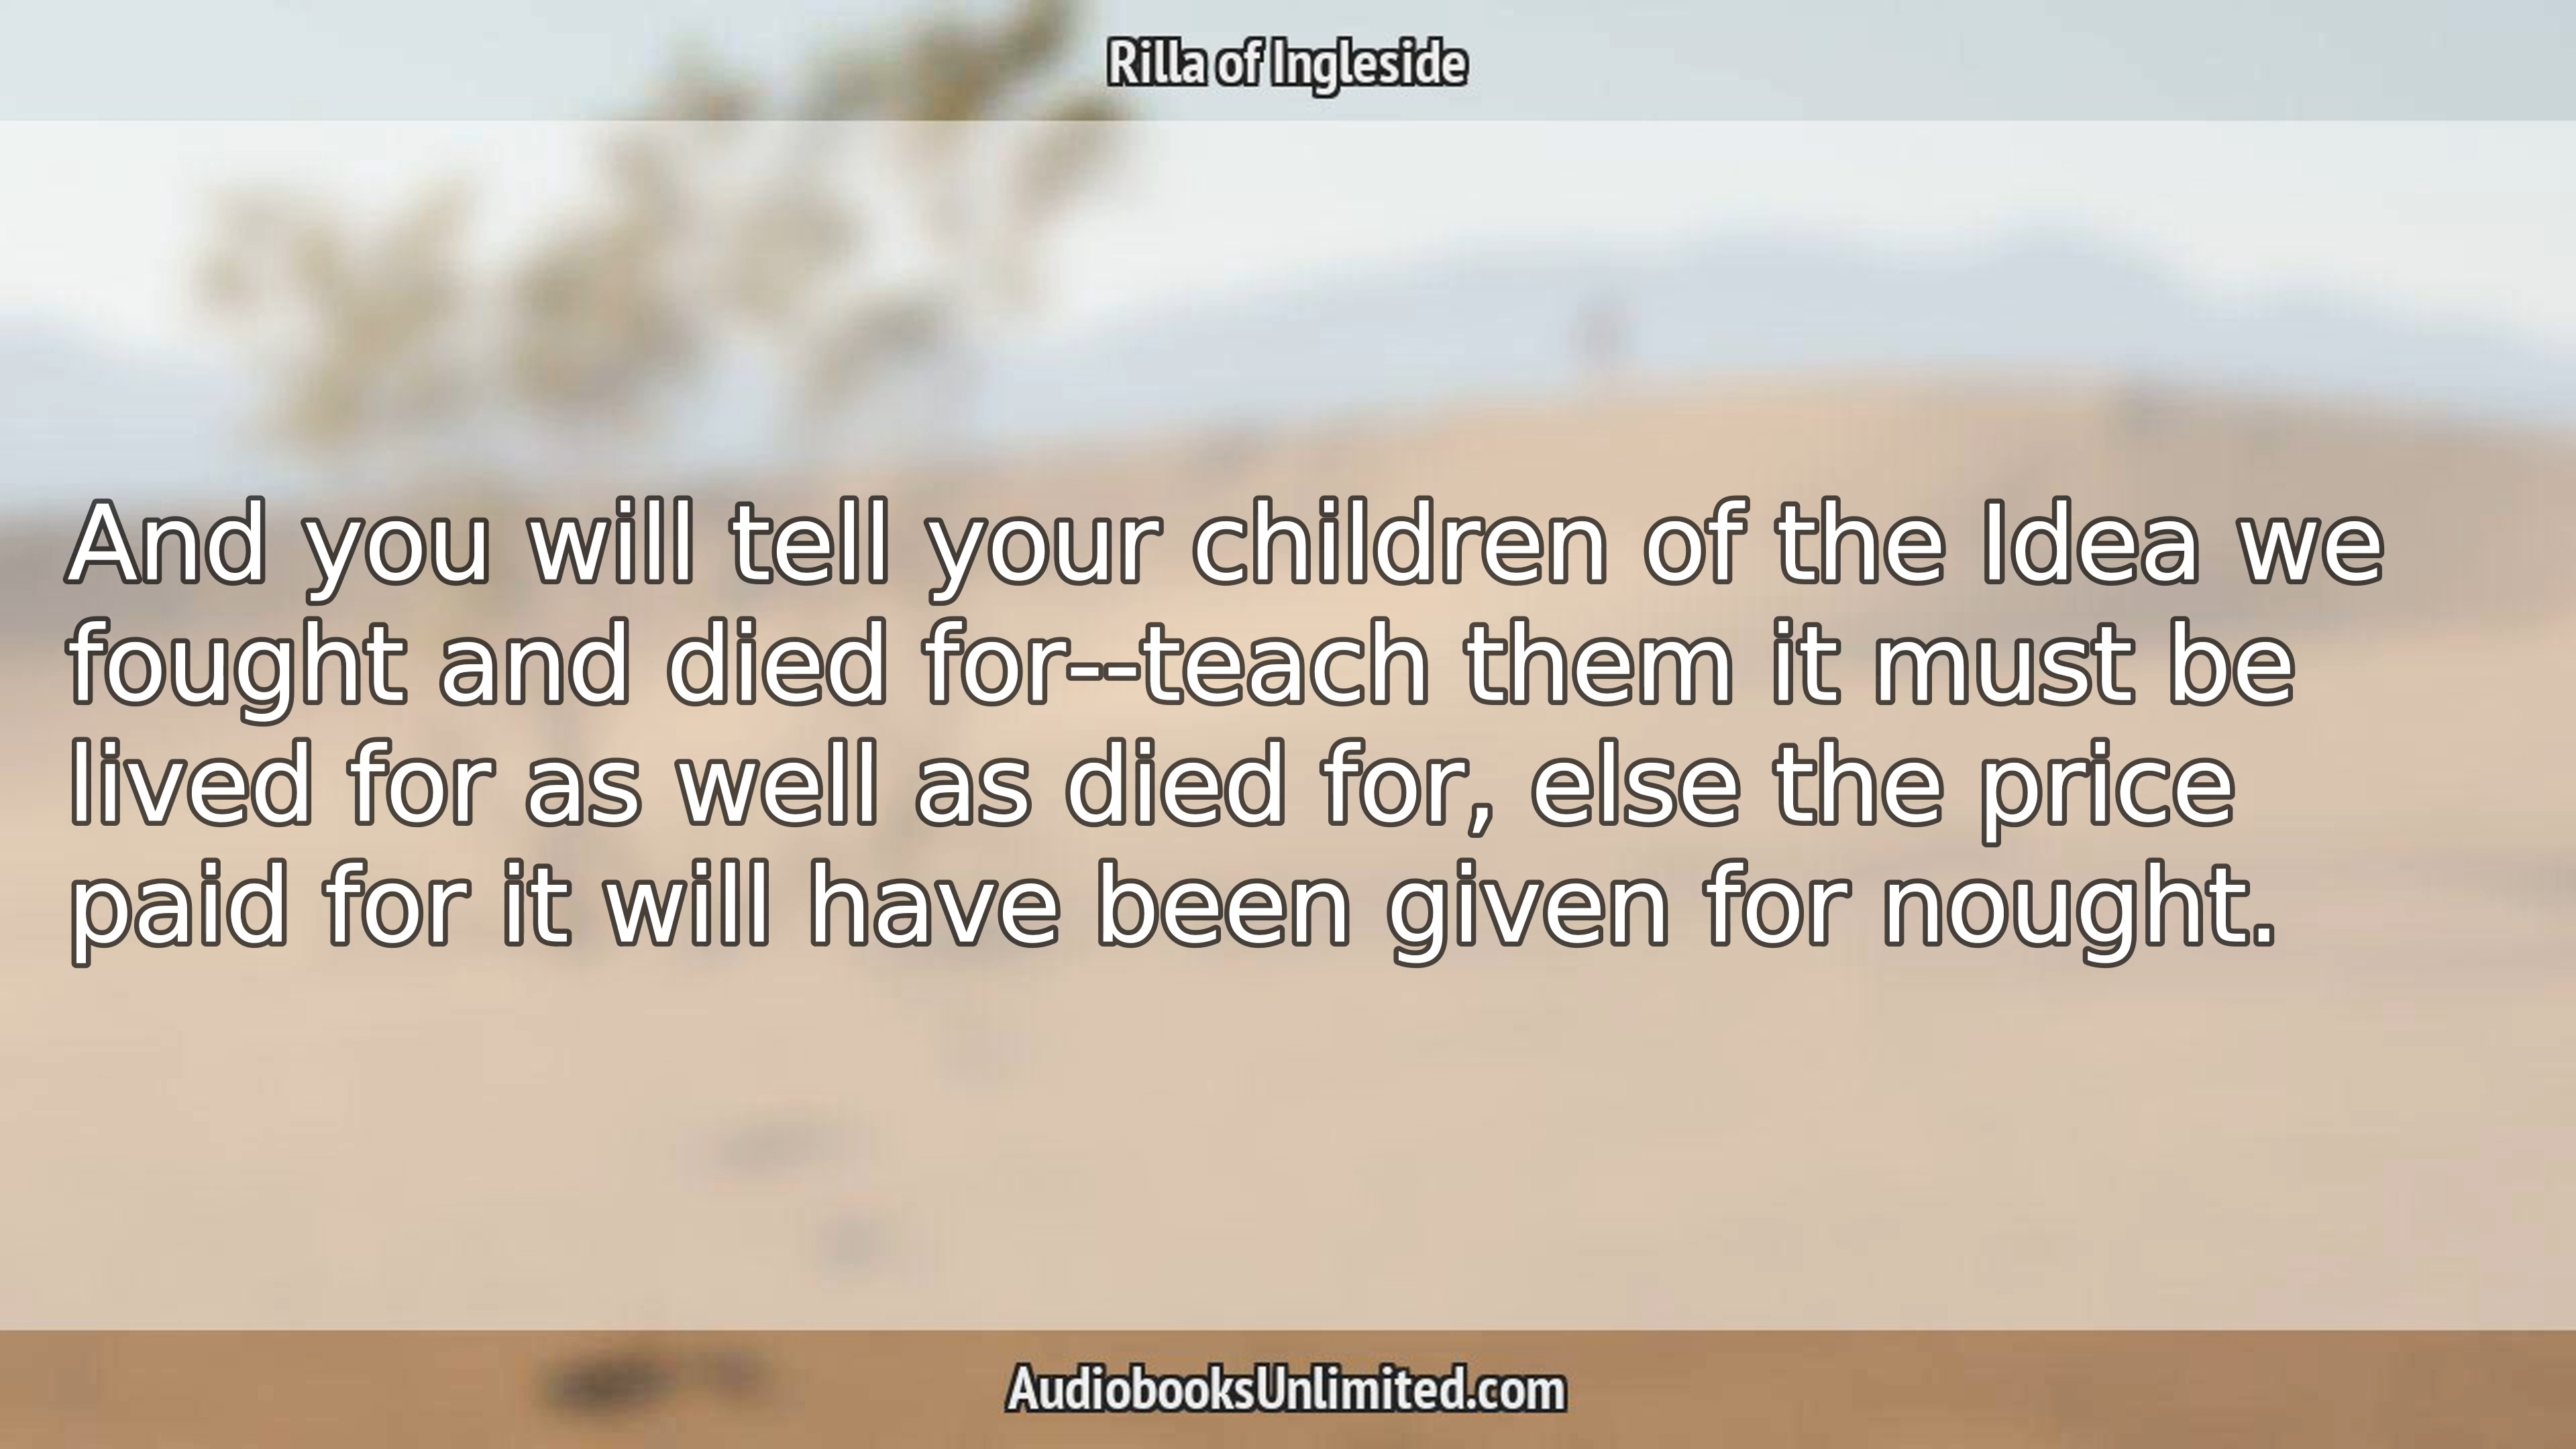 Rilla of Ingleside
And you will tell your children of the Idea we
fought and died for--teach them it must be
lived for as well as died for, else the price
paid for it will have been given for nought.
AudiobooksUnlimited.com